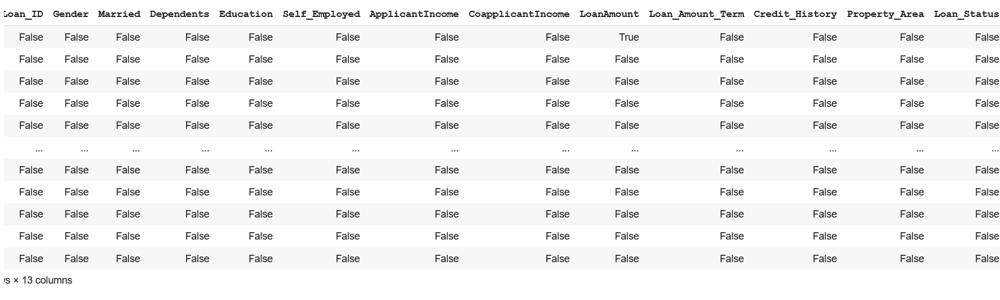 Loan_ID Gender Married Dependents Education Self_Employed ApplicantIncome CoapplicantIncome LoanAmount Loan_Amount_Term Credit_History Property_Area Loan_Status
False False False False False False False False True False False False False
False False False False False False False False False False False False False
False False False False False False False False False False False False False
False False False False False False False False False False False False False
False False False False False False False False False False False False False
... ... ... ... ... ... ... ... ... ... ... ... ...
False False False False False False False False False False False False False
False False False False False False False False False False False False False
False False False False False False False False False False False False False
False False False False False False False False False False False False False
False False False False False False False False False False False False False
× 13 columns